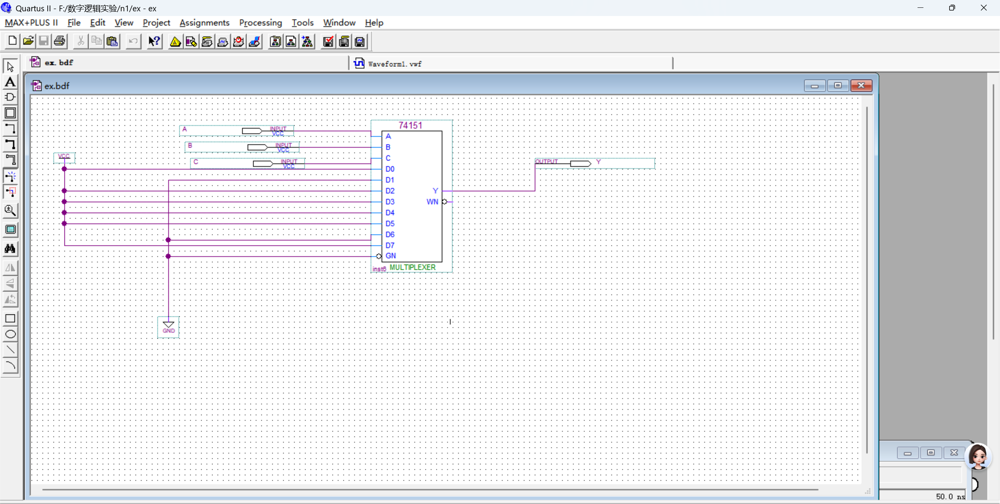 Quartus II - F:/数字逻辑实验/n1/ex - ex
MAX+PLUS II File Edit View Project Assignments Processing Tools Window Help
ex.bdf
Waveform1.vwf
ex.bdf
74151
A INPUT
VCC
A
B INPUT
VCC
B
C INPUT
VCC
C
VCC
OUTPUT Y
D0
D1
D2
Y
D3
WN
D4
D5
D6
D7
GN
inst6 MULTIPLEXER
GND
50.0 ns